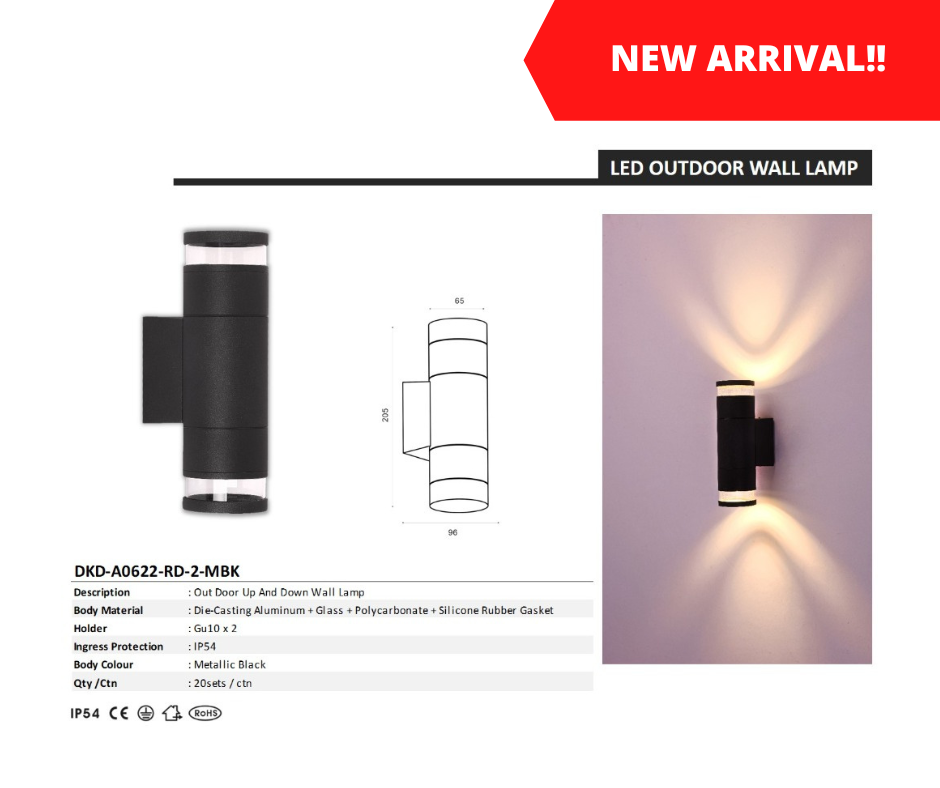 NEW ARRIVAL!!
LED OUTDOOR WALL LAMP
65
205
96
DKD-A0622-RD-2-MBK
Description : Out Door Up And Down Wall Lamp
Body Material : Die-Casting Aluminum + Glass + Polycarbonate + Silicone Rubber Gasket
Holder : Gu10 x 2
Ingress Protection : IP54
Body Colour : Metallic Black
Qty /Ctn : 20sets / ctn
IP54 CE RoHS